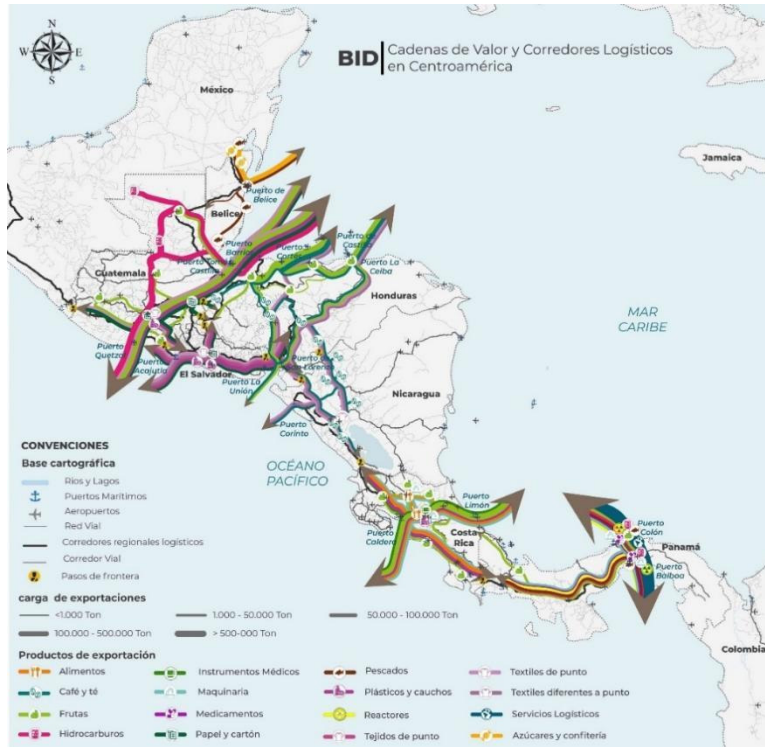 N
W
E
S
BID
Cadenas de Valor y Corredores Logísticos
en Centroamérica
México
Jamaica
Puerto de
Belice
Belice
Puerto
Barrios
Puerto
Castilla
Puerto
Cortés
Puerto de
Castilla
Puerto La
Ceiba
Guatemala
Honduras
MAR
CARIBE
Puerto
Quetzal
Puerto
Acajutla
El Salvador
Puerto La
Unión
Puerto
Nicaragua
Puerto
Corinto
OCÉANO
PACÍFICO
Puerto
Limón
Puerto
Caldera
Costa
Rica
Puerto
Colón
Panamá
Puerto
Balboa
Colombia
CONVENCIONES
Base cartográfica
Rios y Lagos
Puertos Marítimos
Aeropuertos
Red Vial
Corredores regionales logísticos
Corredor Vial
Pasos de frontera
carga de exportaciones
<1.000 Ton
1.000 - 50.000 Ton
50.000 - 100.000 Ton
100.000 - 500.000 Ton
> 500-000 Ton
Productos de exportación
Alimentos
Instrumentos Médicos
Pescados
Textiles de punto
Café y té
Maquinaria
Plásticos y cauchos
Textiles diferentes a punto
Frutas
Medicamentos
Reactores
Servicios Logísticos
Hidrocarburos
Papel y cartón
Tejidos de punto
Azúcares y confitería